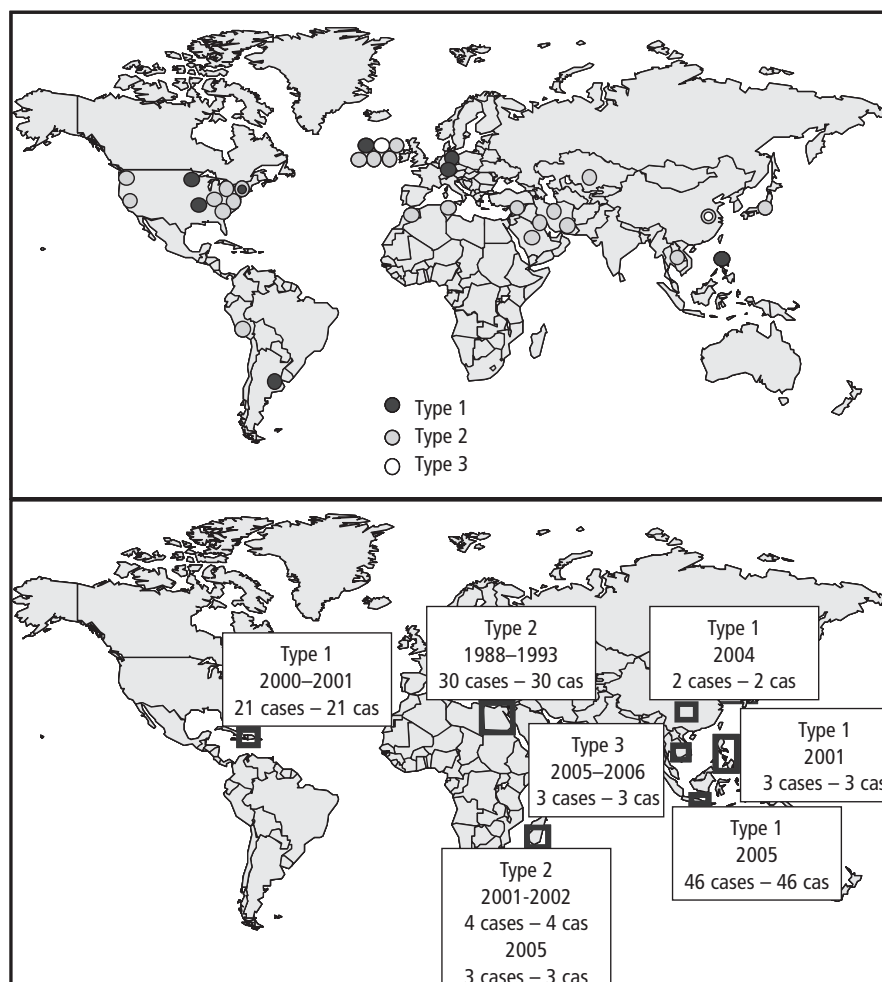 Type 1
Type 2
Type 3
Type 1
2000–2001
21 cases – 21 cas
Type 2
1988–1993
30 cases – 30 cas
Type 1
2004
2 cases – 2 cas
Type 3
2005–2006
3 cases – 3 cas
Type 1
2001
3 cases – 3 cas
Type 1
2005
46 cases – 46 cas
Type 2
2001-2002
4 cases – 4 cas
2005
3 cases – 3 cas